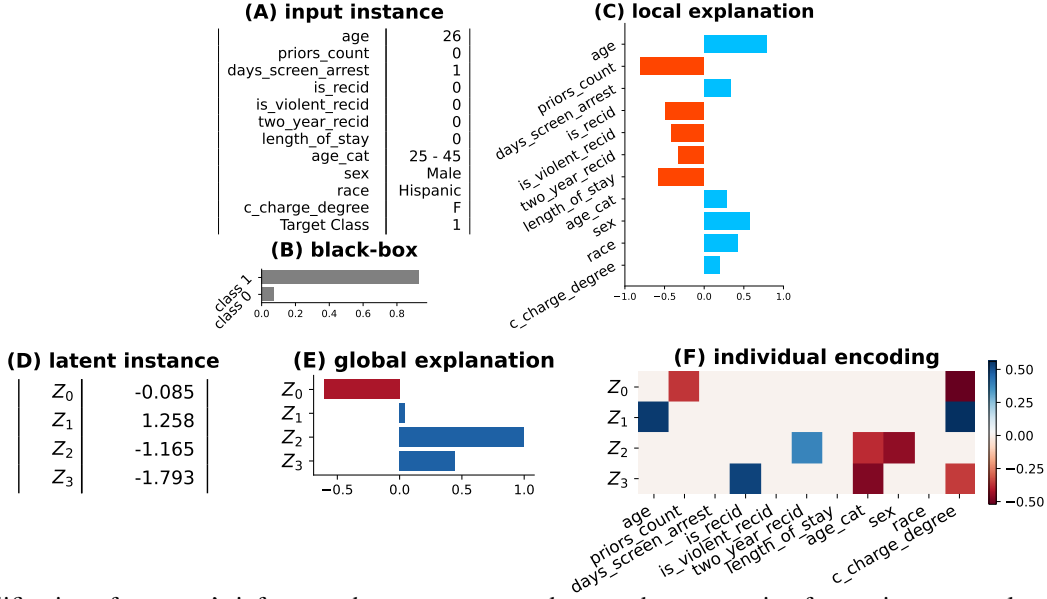 (A) input instance
age 26
priors_count 0
days_screen_arrest 1
is_recid 0
is_violent_recid 0
two_year_recid 0
length_of_stay 0
age_cat 25 - 45
sex Male
race Hispanic
c_charge_degree F
Target Class 1
(B) black-box
class 1
class 0
0.0 0.2 0.4 0.6 0.8
(C) local explanation
age
priors_count
days_screen_arrest
is_recid
is_violent_recid
two_year_recid
length_of_stay
age_cat
sex
race
c_charge_degree
−1.0 −0.5 0.0 0.5 1.0
(D) latent instance
Z0 -0.085
Z1 1.258
Z2 -1.165
Z3 -1.793
(E) global explanation
Z0
Z1
Z2
Z3
−0.5 0.0 0.5 1.0
(F) individual encoding
Z0
Z1
Z2
Z3
age
priors_count
days_screen_arrest
is_recid
is_violent_recid
two_year_recid
length_of_stay
age_cat
sex
race
c_charge_degree
0.50
0.25
0.00
−0.25
−0.50